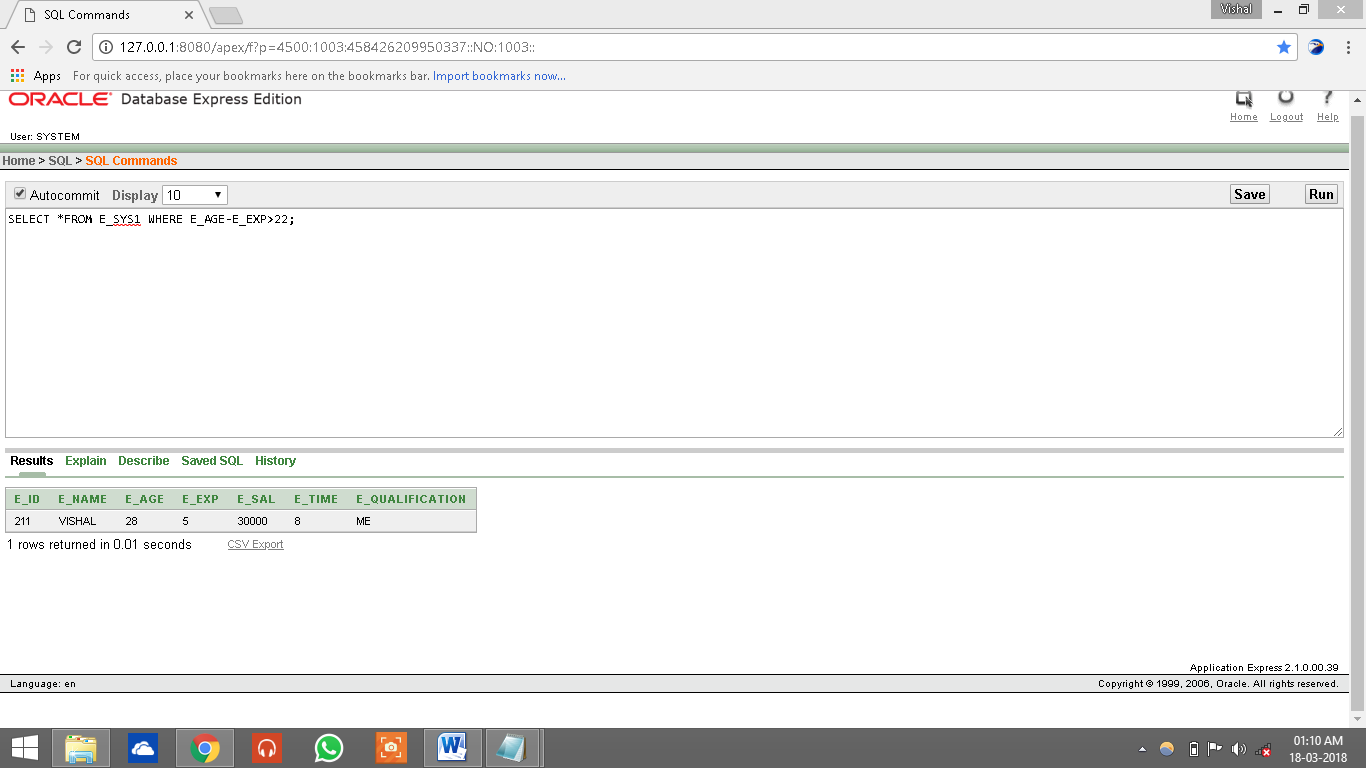 SQL Commands
Vishal
127.0.0.1:8080/apex/f?p=4500:1003:458426209950337::NO:1003::
Apps For quick access, place your bookmarks here on the bookmarks bar. Import bookmarks now...
ORACLE Database Express Edition
Home Logout Help
User: SYSTEM
Home > SQL > SQL Commands
Autocommit Display 10 Save Run
SELECT *FROM E_SYS1 WHERE E_AGE-E_EXP>22;
Results Explain Describe Saved SQL History
E_ID E_NAME E_AGE E_EXP E_SAL E_TIME E_QUALIFICATION
211 VISHAL 28 5 30000 8 ME
1 rows returned in 0.01 seconds CSV Export
Application Express 2.1.0.00.39
Language: en Copyright © 1999, 2006, Oracle. All rights reserved.
01:10 AM
18-03-2018